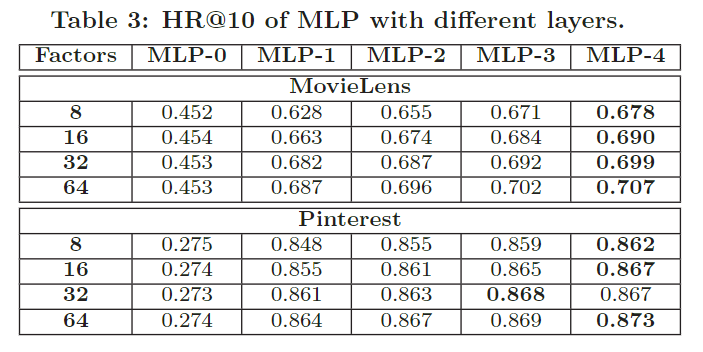 Table 3: HR@10 of MLP with different layers.
Factors MLP-0 MLP-1 MLP-2 MLP-3 MLP-4
MovieLens
8 0.452 0.628 0.655 0.671 0.678
16 0.454 0.663 0.674 0.684 0.690
32 0.453 0.682 0.687 0.692 0.699
64 0.453 0.687 0.696 0.702 0.707
Pinterest
8 0.275 0.848 0.855 0.859 0.862
16 0.274 0.855 0.861 0.865 0.867
32 0.273 0.861 0.863 0.868 0.867
64 0.274 0.864 0.867 0.869 0.873